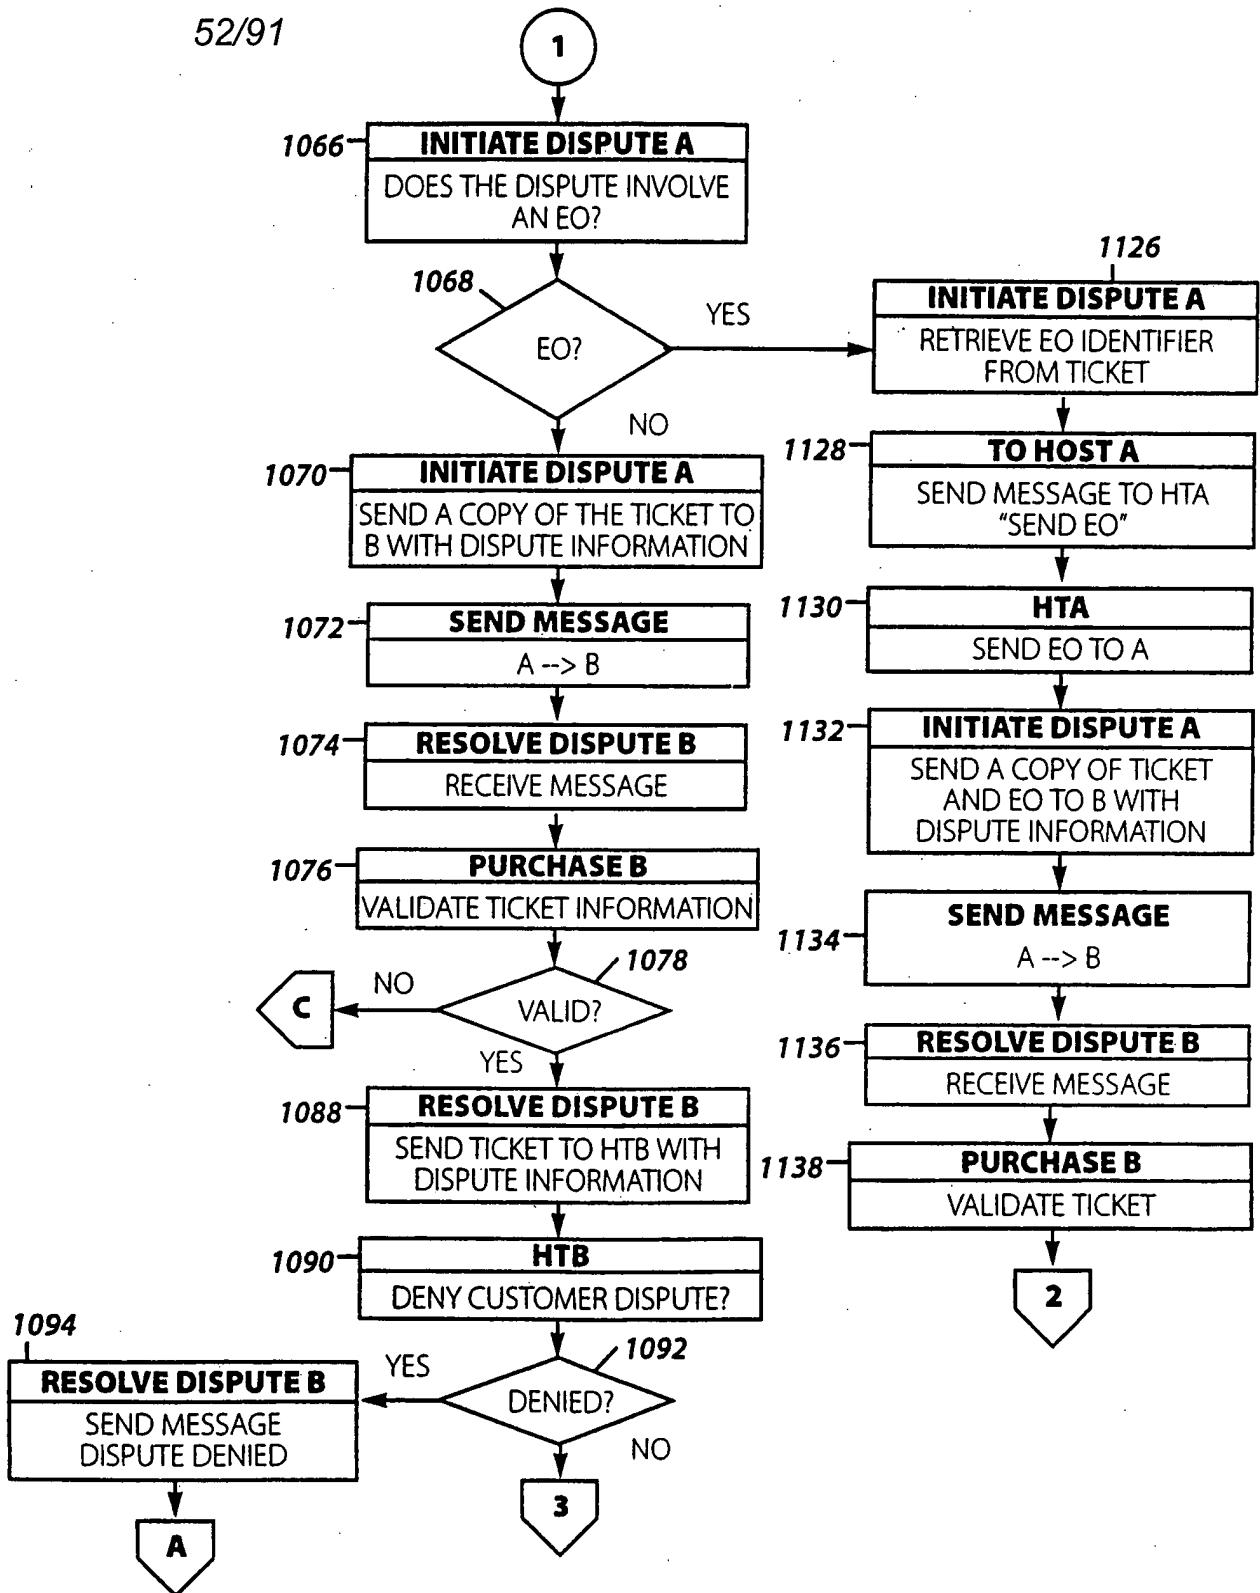 52/91
1
1066
INITIATE DISPUTE A
DOES THE DISPUTE INVOLVE
AN EO?
1068
EO?
YES
NO
1070
INITIATE DISPUTE A
SEND A COPY OF THE TICKET TO
B WITH DISPUTE INFORMATION
1072
SEND MESSAGE
A --> B
1074
RESOLVE DISPUTE B
RECEIVE MESSAGE
1076
PURCHASE B
VALIDATE TICKET INFORMATION
1078
VALID?
NO
C
YES
1088
RESOLVE DISPUTE B
SEND TICKET TO HTB WITH
DISPUTE INFORMATION
1090
HTB
DENY CUSTOMER DISPUTE?
1092
DENIED?
YES
NO
1094
RESOLVE DISPUTE B
SEND MESSAGE
DISPUTE DENIED
A
3
1126
INITIATE DISPUTE A
RETRIEVE EO IDENTIFIER
FROM TICKET
1128
TO HOST A
SEND MESSAGE TO HTA
“SEND EO”
1130
HTA
SEND EO TO A
1132
INITIATE DISPUTE A
SEND A COPY OF TICKET
AND EO TO B WITH
DISPUTE INFORMATION
1134
SEND MESSAGE
A --> B
1136
RESOLVE DISPUTE B
RECEIVE MESSAGE
1138
PURCHASE B
VALIDATE TICKET
2